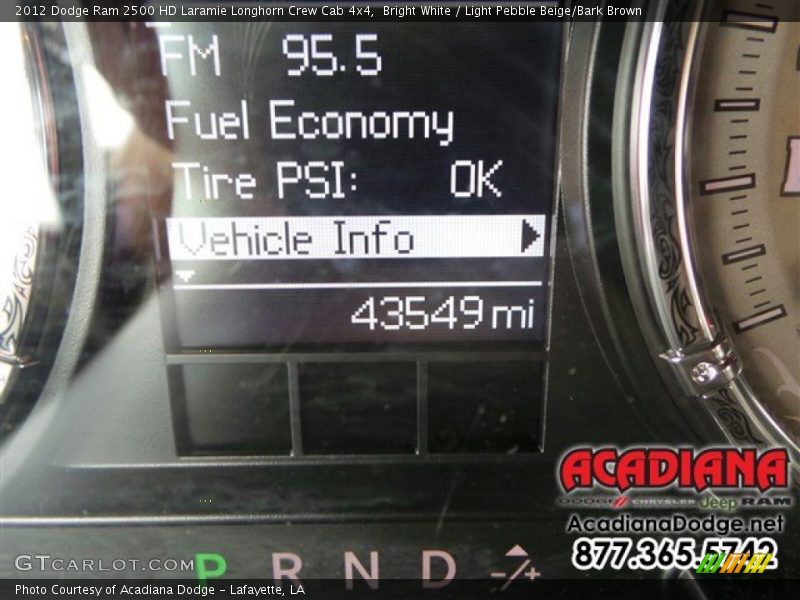 2012 Dodge Ram 2500 HD Laramie Longhorn Crew Cab 4x4,  Bright White / Light Pebble Beige/Bark Brown
FM 95.5
Fuel Economy
Tire PSI: OK
Vehicle Info
43549 mi
ACADIANA
DODGE CHRYSLER Jeep RAM
AcadianaDodge.net
877.365.5742
P R N D -/+
GTCARLOT.COM
Photo Courtesy of Acadiana Dodge - Lafayette, LA